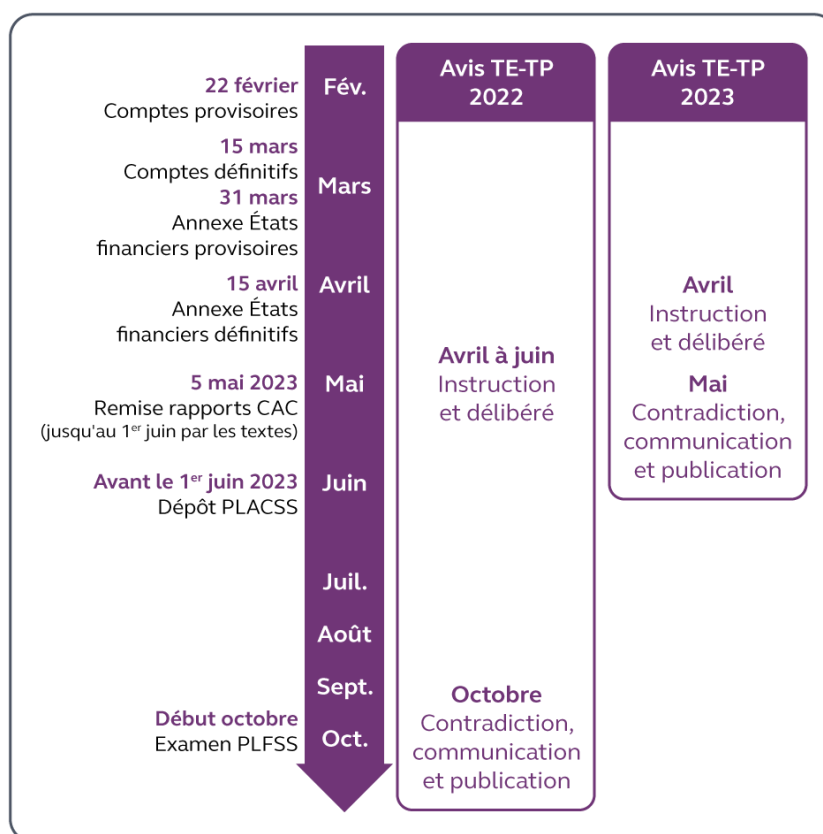 22 février
Comptes provisoires
15 mars
Comptes définitifs
31 mars
Annexe États
financiers provisoires
15 avril
Annexe États
financiers définitifs
5 mai 2023
Remise rapports CAC
(jusqu'au 1er juin par les textes)
Avant le 1er juin 2023
Dépôt PLACSS
Début octobre
Examen PLFSS
Fév.
Mars
Avril
Mai
Juin
Juil.
Août
Sept.
Oct.
Avis TE-TP
2022
Avril à juin
Instruction
et délibéré
Octobre
Contradiction,
communication
et publication
Avis TE-TP
2023
Avril
Instruction
et délibéré
Mai
Contradiction,
communication
et publication